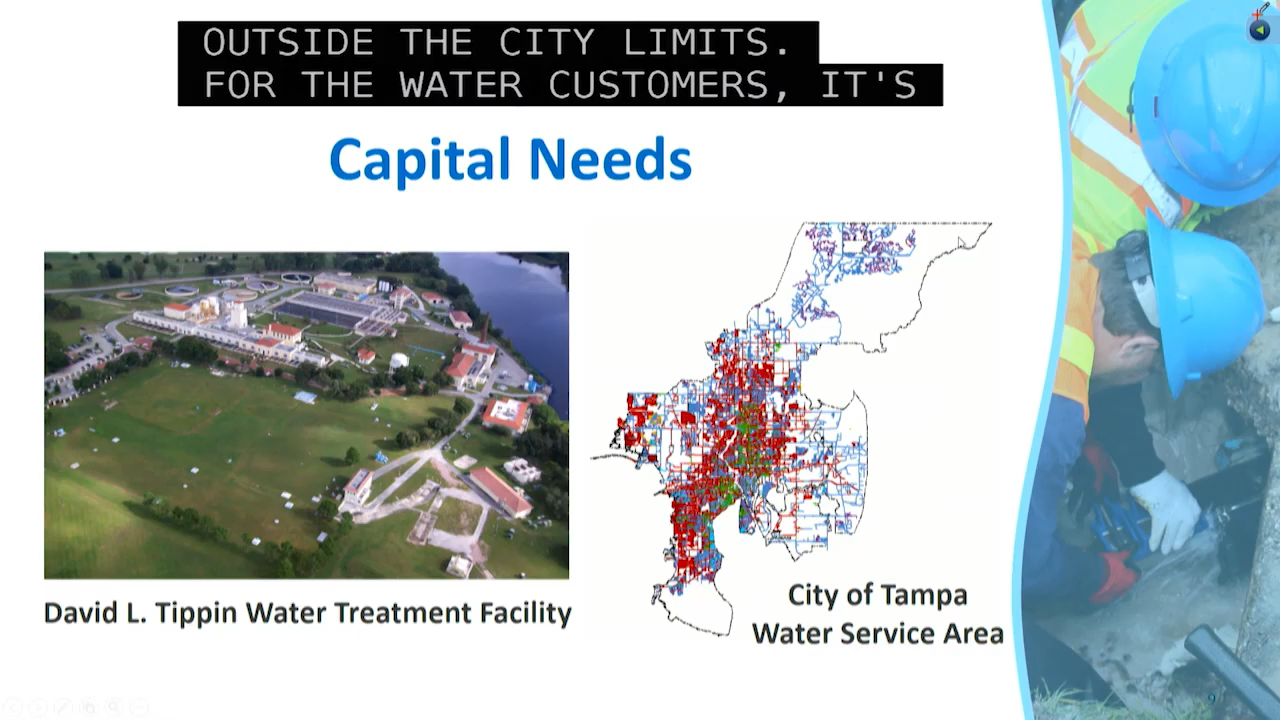 OUTSIDE THE CITY LIMITS.
FOR THE WATER CUSTOMERS, IT'S
Capital Needs
David L. Tippin Water Treatment Facility
City of Tampa
Water Service Area
9